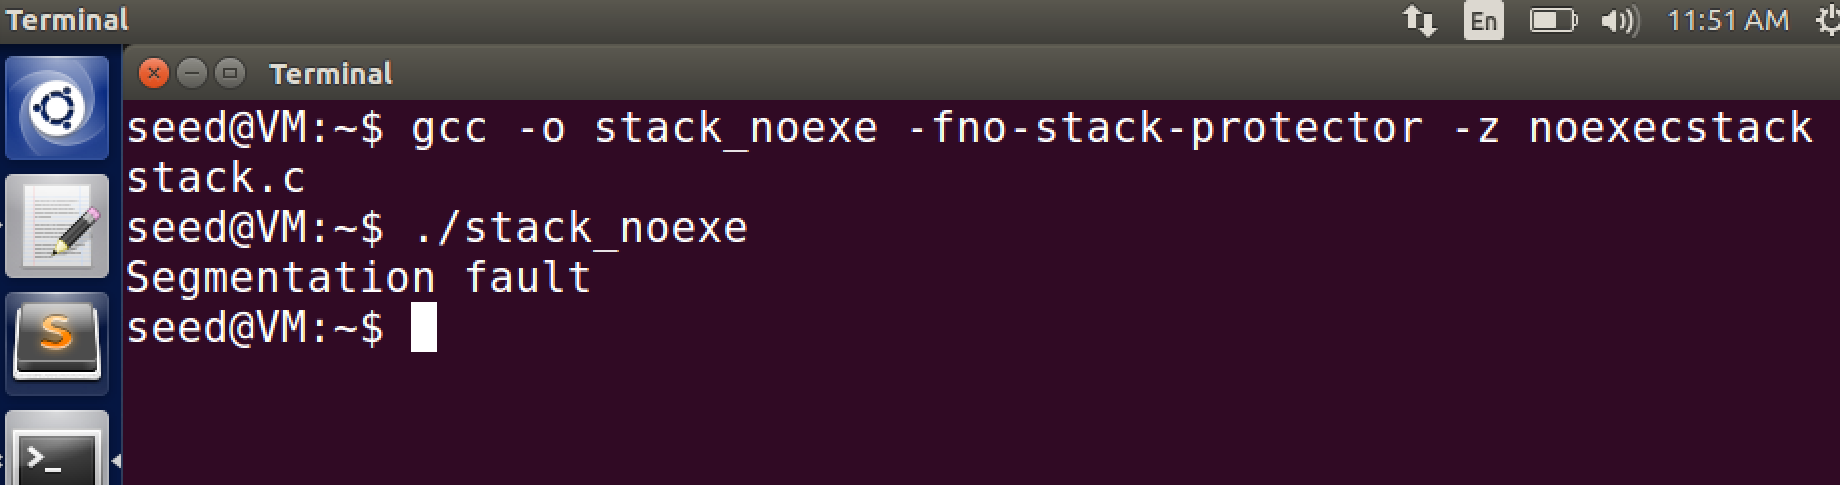 Terminal
En
11:51 AM
Terminal
seed@VM:~$ gcc -o stack_noexe -fno-stack-protector -z noexecstack
stack.c
seed@VM:~$ ./stack_noexe
Segmentation fault
seed@VM:~$
S
>_